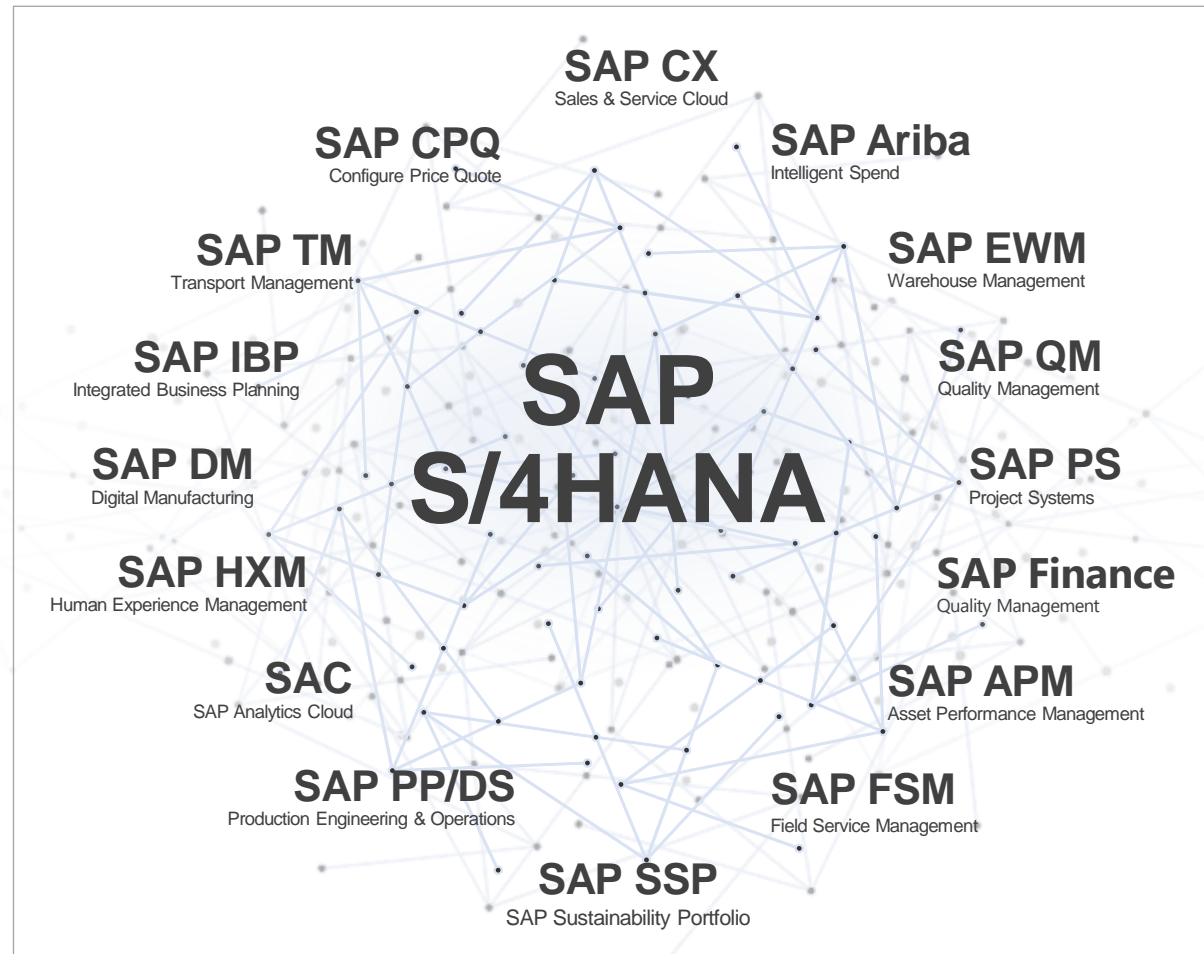 SAP CX
Sales & Service Cloud
SAP CPQ
Configure Price Quote
SAP Ariba
Intelligent Spend
SAP TM
Transport Management
SAP EWM
Warehouse Management
SAP IBP
Integrated Business Planning
SAP
S/4HANA
SAP QM
Quality Management
SAP DM
Digital Manufacturing
SAP PS
Project Systems
SAP HXM
Human Experience Management
SAP Finance
Quality Management
SAC
SAP Analytics Cloud
SAP APM
Asset Performance Management
SAP PP/DS
Production Engineering & Operations
SAP FSM
Field Service Management
SAP SSP
SAP Sustainability Portfolio